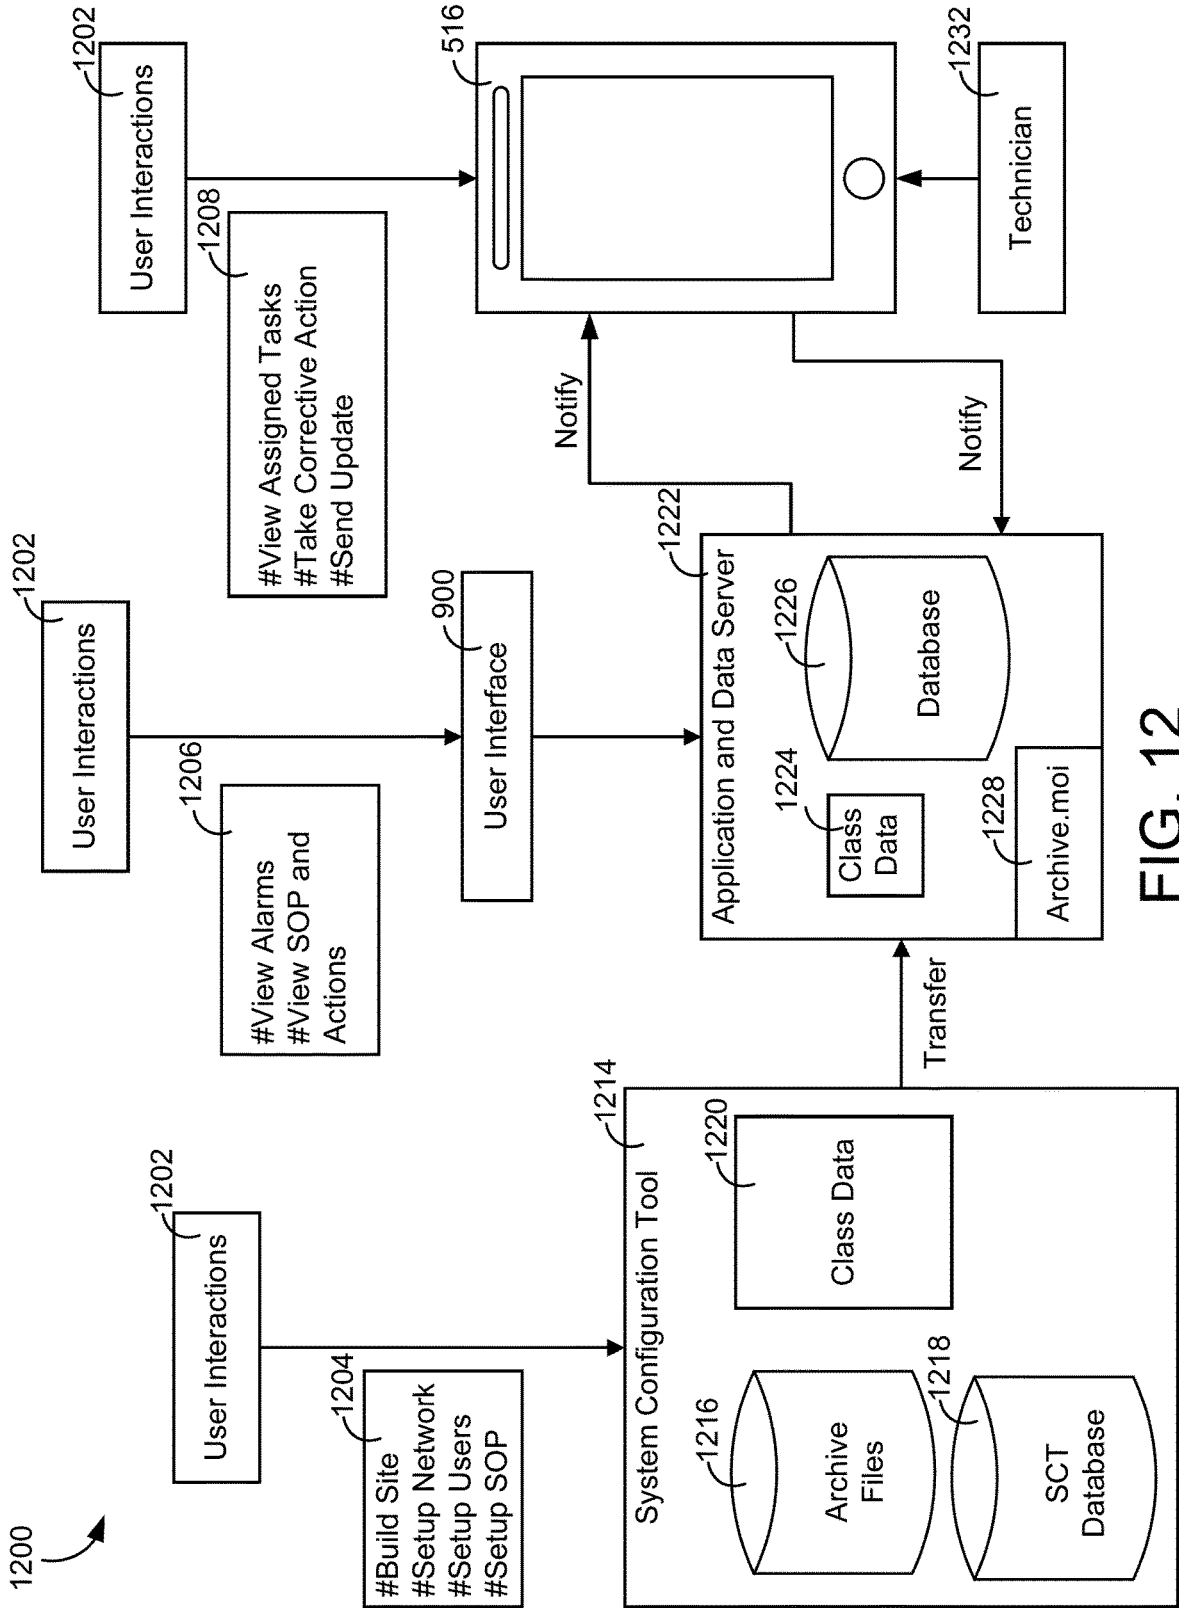 1200
1202
User Interactions
1204
#Build Site
#Setup Network
#Setup Users
#Setup SOP
1214
System Configuration Tool
1216
Archive
Files
1218
SCT
Database
1220
Class Data
Transfer
1202
User Interactions
1206
#View Alarms
#View SOP and
Actions
900
User Interface
1222
Application and Data Server
1224
Class
Data
1226
Database
1228
Archive.moi
Notify
Notify
1202
User Interactions
1208
#View Assigned Tasks
#Take Corrective Action
#Send Update
516
1232
Technician
FIG. 12